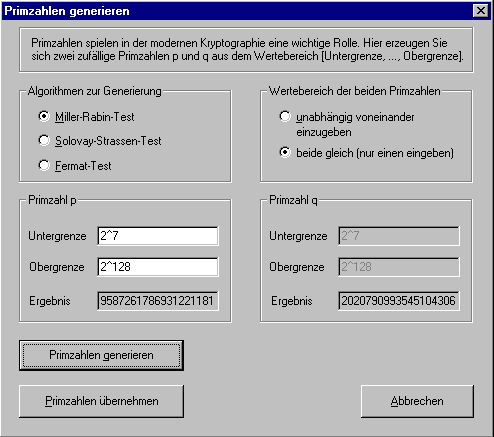 Primzahlen generieren
Primzahlen spielen in der modernen Kryptographie eine wichtige Rolle. Hier erzeugen Sie
sich zwei zufällige Primzahlen p und q aus dem Wertebereich [Untergrenze, ..., Obergrenze].
Algorithmen zur Generierung
Miller-Rabin-Test
Solovay-Strassen-Test
Fermat-Test
Wertebereich der beiden Primzahlen
unabhängig voneinander
einzugeben
beide gleich (nur einen eingeben)
Primzahl p
Untergrenze 2^7
Obergrenze 2^128
Ergebnis 9587261786931221181
Primzahl q
Untergrenze 2^7
Obergrenze 2^128
Ergebnis 2020790993545104306
Primzahlen generieren
Primzahlen übernehmen
Abbrechen